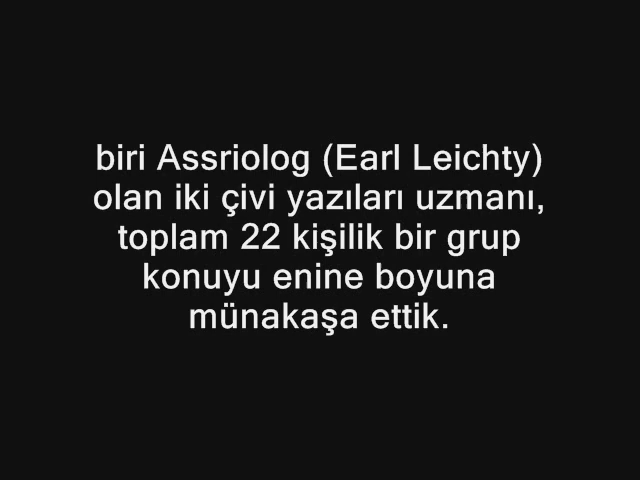 biri Assriolog (Earl Leichty)
olan iki çivi yazıları uzmanı,
toplam 22 kişilik bir grup
konuyu enine boyuna
münakaşa ettik.